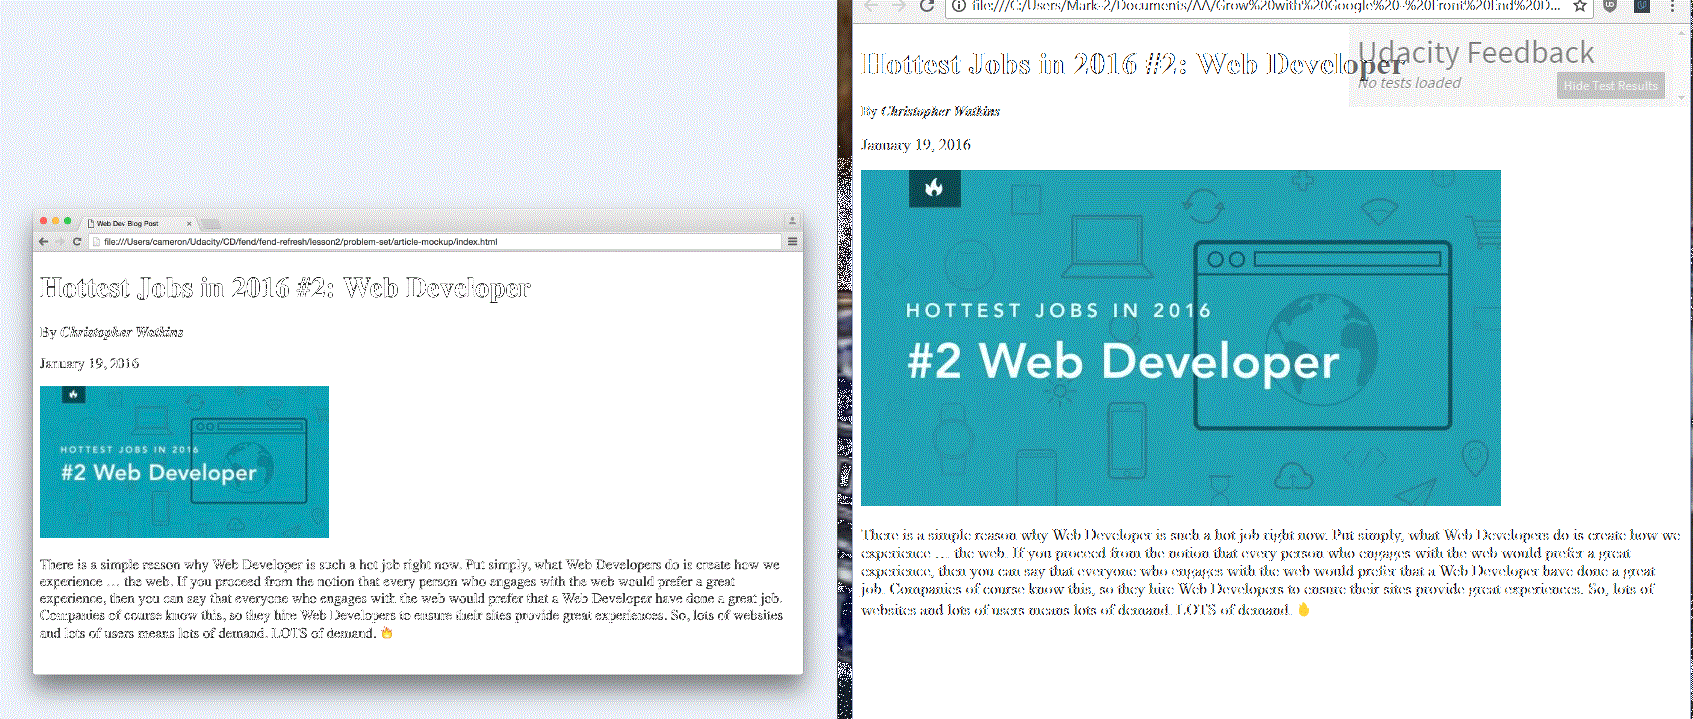 Web Dev Blog Post
file:///Users/cameron/Udacity/CD/fend/fend-refresh/lesson2/problem-set/article-mockup/index.html
Hottest Jobs in 2016 #2: Web Developer
By Christopher Watkins
January 19, 2016
HOTTEST JOBS IN 2016
#2 Web Developer
There is a simple reason why Web Developer is such a hot job right now. Put simply, what Web Developers do is create how we
experience … the web. If you proceed from the notion that every person who engages with the web would prefer a great
experience, then you can say that everyone who engages with the web would prefer that a Web Developer have done a great job.
Companies of course know this, so they hire Web Developers to ensure their sites provide great experiences. So, lots of websites
and lots of users means lots of demand. LOTS of demand. 🔥
file:///C:/Users/Mark-2/Documents/AA/Grow%20with%20Google%20-%20Front%20End%20D...
Udacity Feedback
No tests loaded
Hide Test Results
Hottest Jobs in 2016 #2: Web Developer
By Christopher Watkins
January 19, 2016
HOTTEST JOBS IN 2016
#2 Web Developer
There is a simple reason why Web Developer is such a hot job right now. Put simply, what Web Developers do is create how we
experience … the web. If you proceed from the notion that every person who engages with the web would prefer a great
experience, then you can say that everyone who engages with the web would prefer that a Web Developer have done a great
job. Companies of course know this, so they hire Web Developers to ensure their sites provide great experiences. So, lots of
websites and lots of users means lots of demand. LOTS of demand.